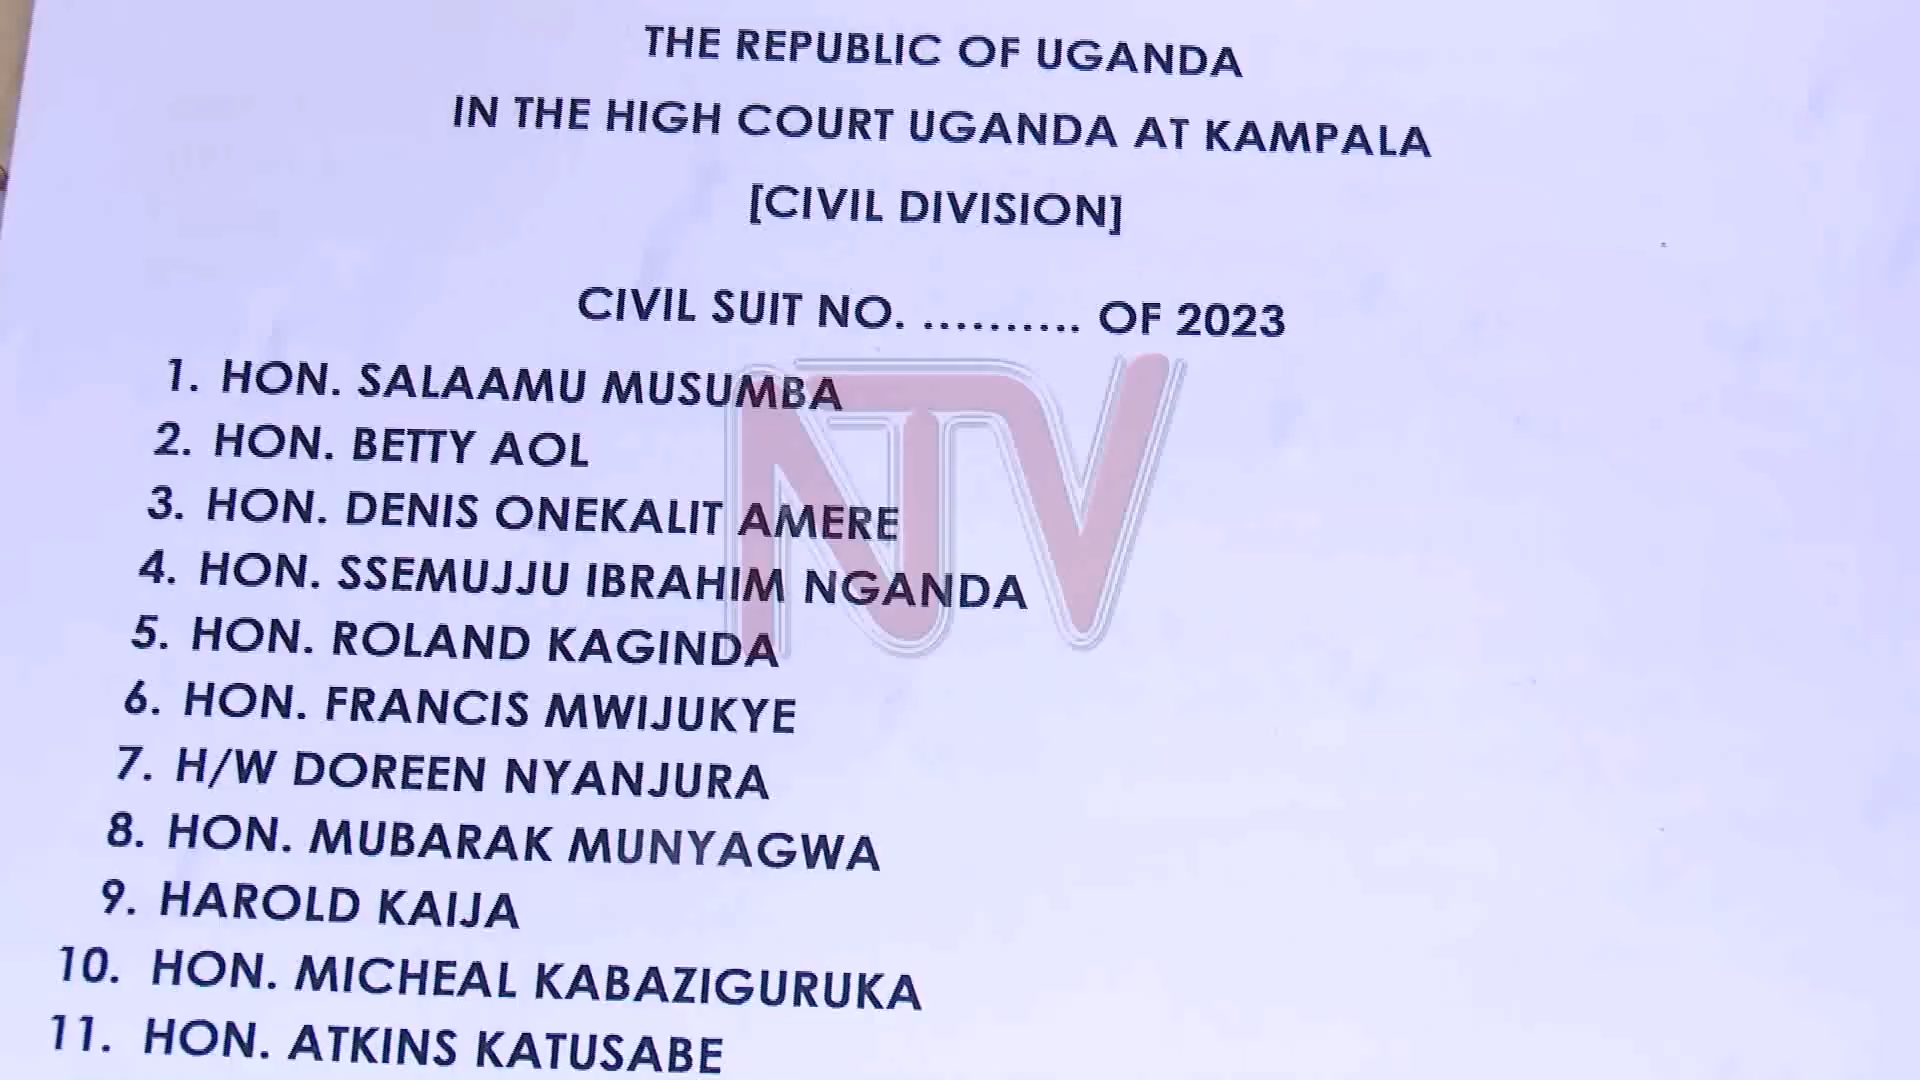 THE REPUBLIC OF UGANDA
IN THE HIGH COURT UGANDA AT KAMPALA
[CIVIL DIVISION]
CIVIL SUIT NO. .......... OF 2023
1. HON. SALAAMU MUSUMBA
2. HON. BETTY AOL
3. HON. DENIS ONEKALIT AMERE
4. HON. SSEMUJJU IBRAHIM NGANDA
5. HON. ROLAND KAGINDA
6. HON. FRANCIS MWIJUKYE
7. H/W DOREEN NYANJURA
8. HON. MUBARAK MUNYAGWA
9. HAROLD KAIJA
10. HON. MICHEAL KABAZIGURUKA
11. HON. ATKINS KATUSABE
NTV